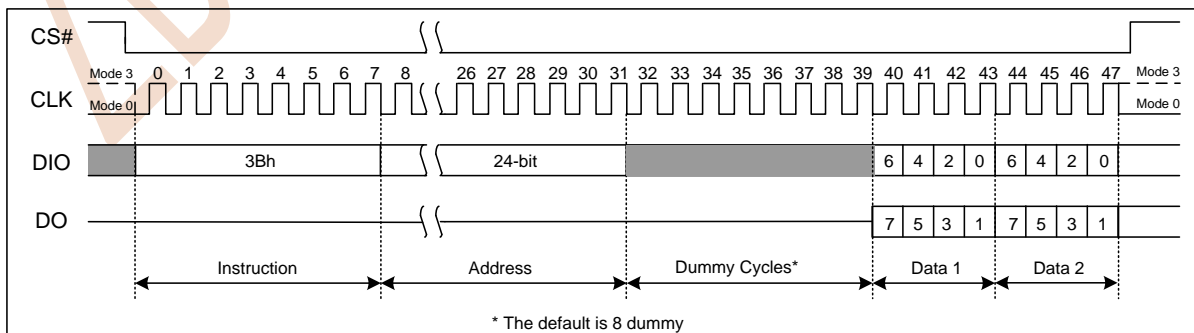 CS#
Mode 3 0 1 2 3 4 5 6 7 8 26 27 28 29 30 31 32 33 34 35 36 37 38 39 40 41 42 43 44 45 46 47 Mode 3
CLK
Mode 0 Mode 0
DIO 3Bh 24-bit 6 4 2 0 6 4 2 0
DO 7 5 3 1 7 5 3 1
Instruction Address Dummy Cycles* Data 1 Data 2
* The default is 8 dummy